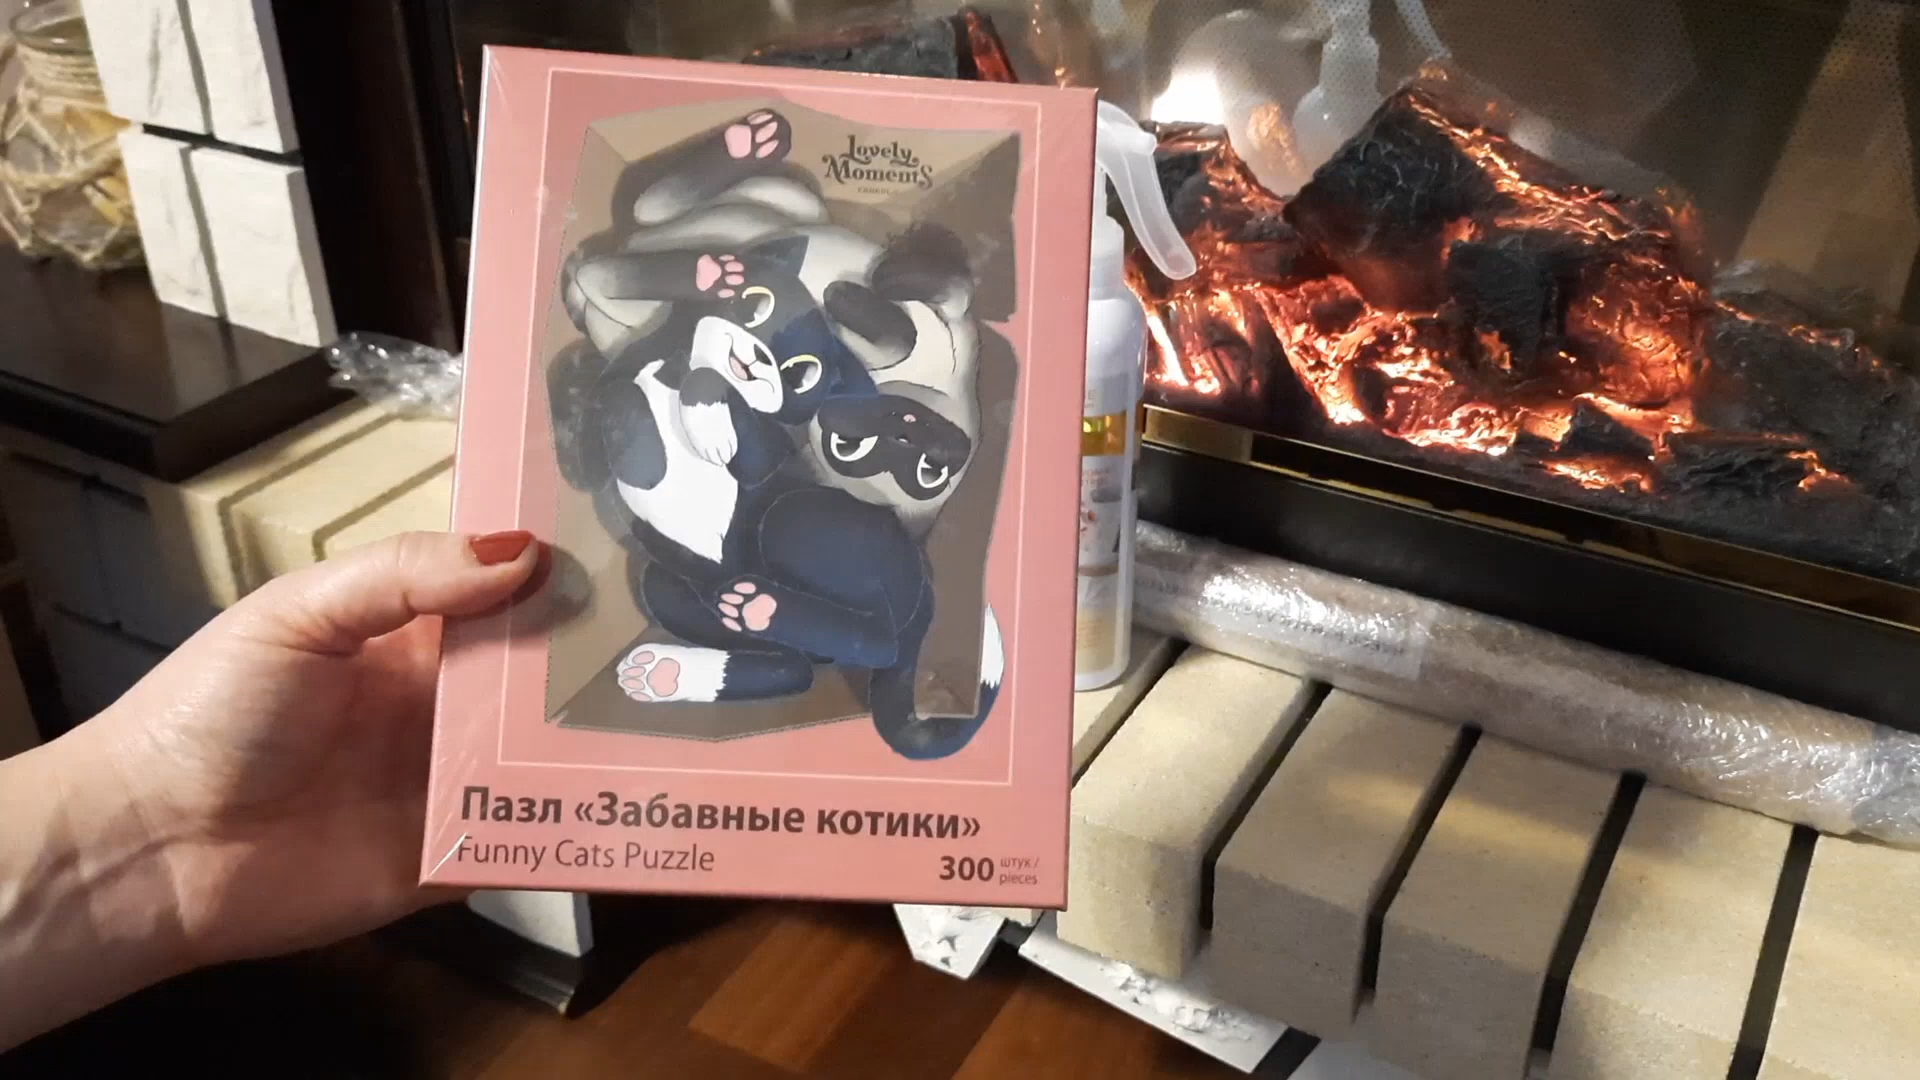 Lovely
Moments
Пазл «Забавные котики»
Funny Cats Puzzle
300 штук /
pieces